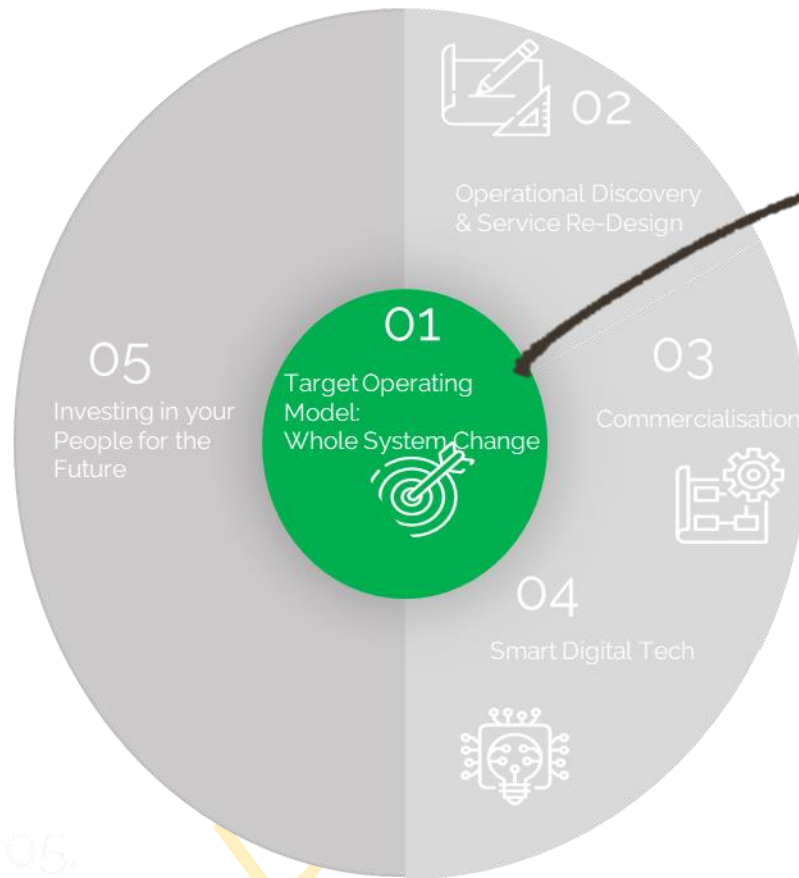 02
Operational Discovery
& Service Re-Design
01
Target Operating
Model:
Whole System Change
05
Investing in your
People for the
Future
03
Commercialisation
04
Smart Digital Tech
05.